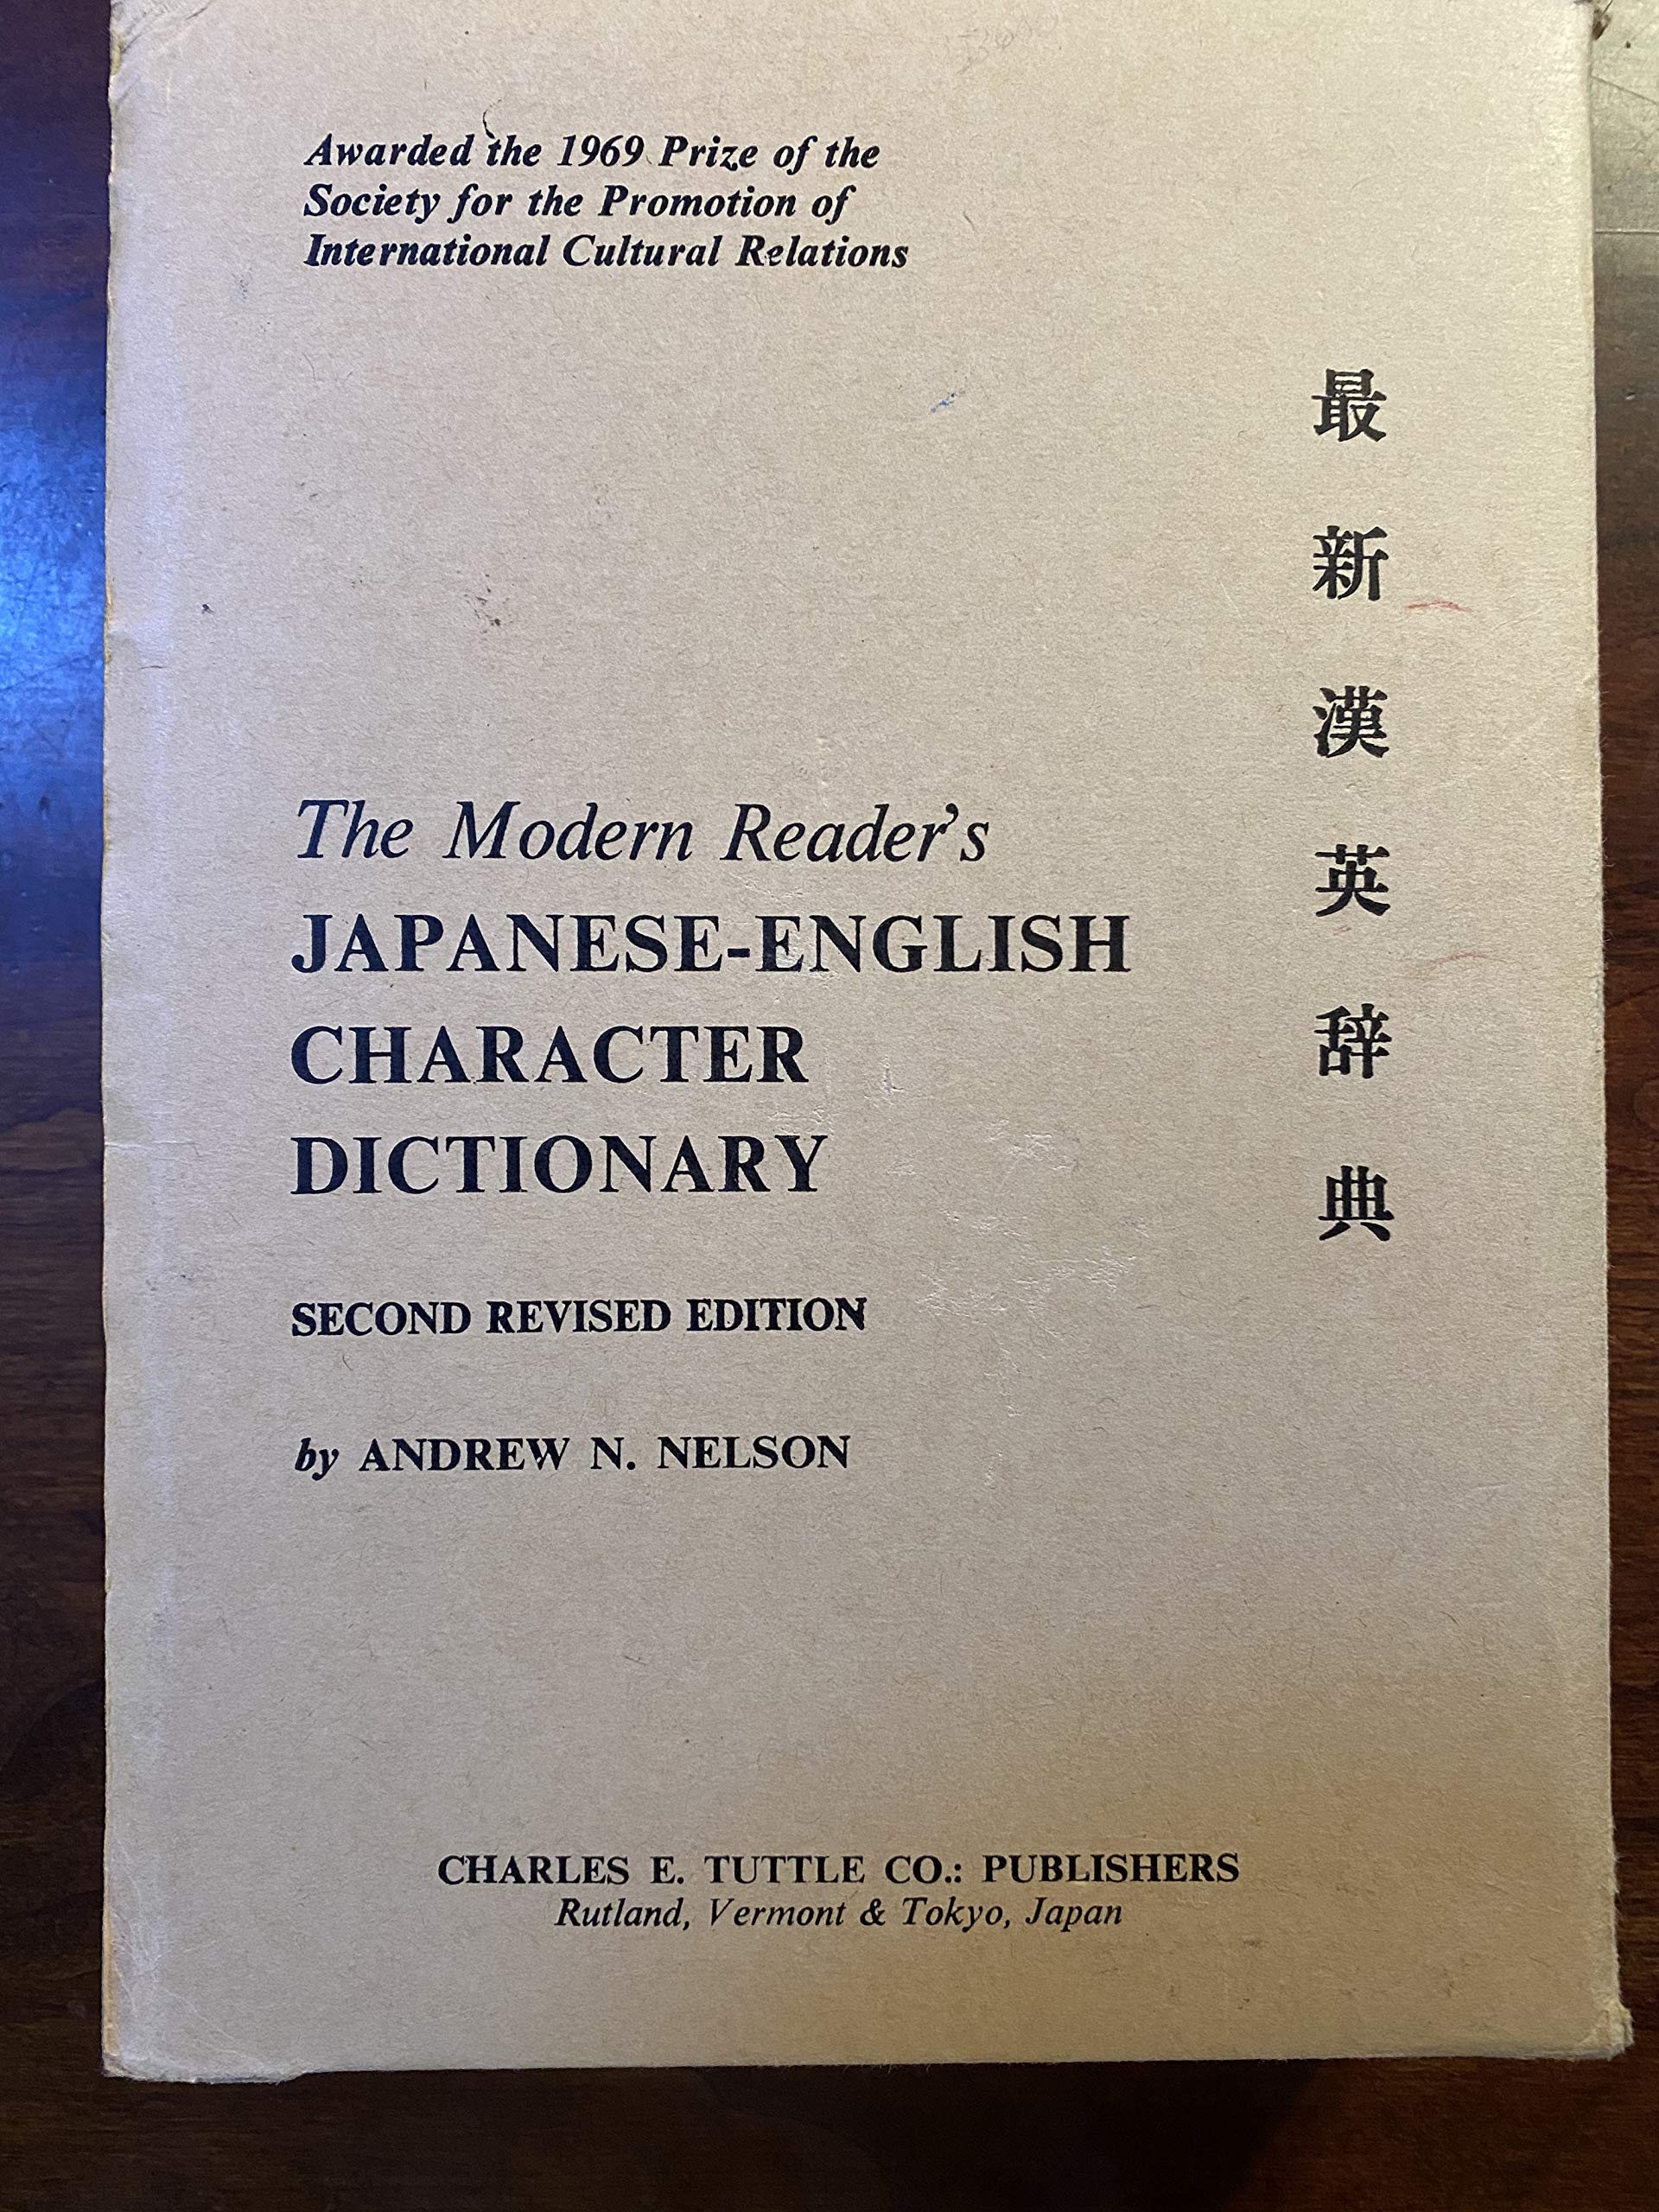 Awarded the 1969 Prize of the
Society for the Promotion of
International Cultural Relations
最新漢英辞典
The Modern Reader's
JAPANESE-ENGLISH
CHARACTER
DICTIONARY
SECOND REVISED EDITION
by ANDREW N. NELSON
CHARLES E. TUTTLE CO.: PUBLISHERS
Rutland, Vermont & Tokyo, Japan